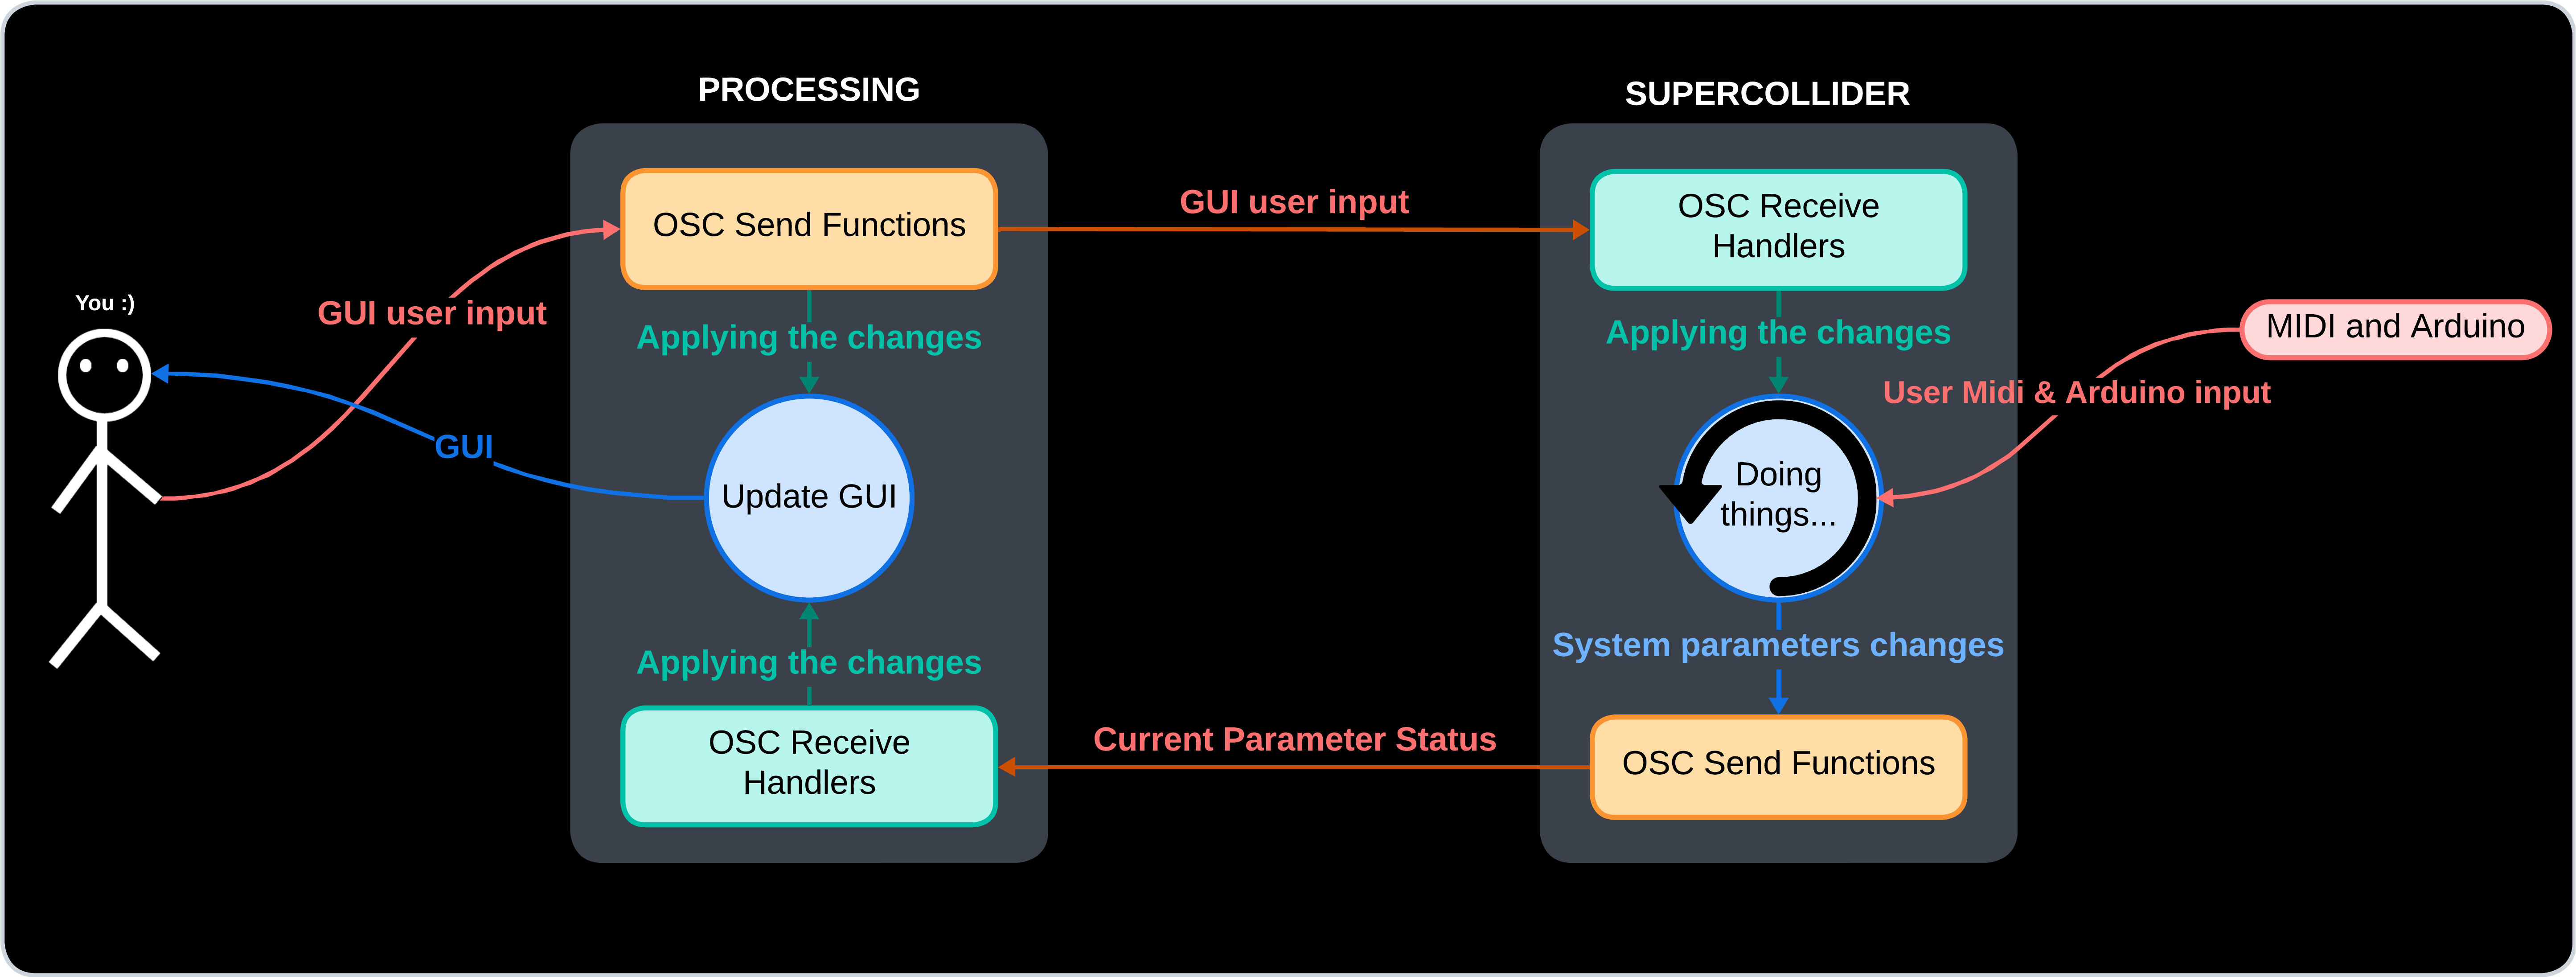 PROCESSING
SUPERCOLLIDER
OSC Send Functions
GUI user input
OSC Receive
Handlers
You :)
GUI user input
Applying the changes
Applying the changes
MIDI and Arduino
User Midi & Arduino input
GUI
Update GUI
Doing
things...
System parameters changes
Applying the changes
OSC Receive
Handlers
Current Parameter Status
OSC Send Functions